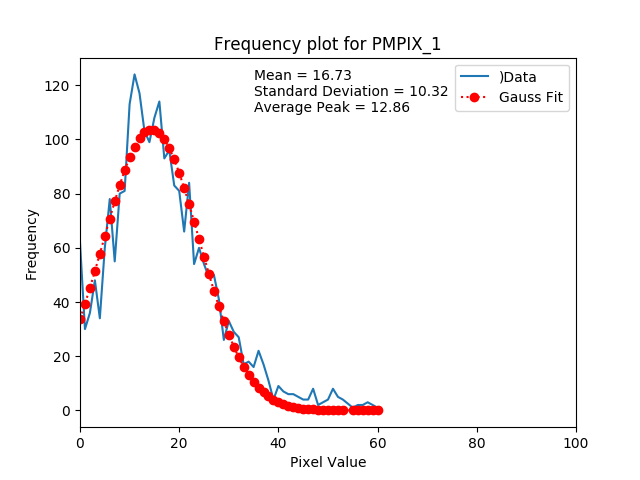 Frequency plot for PMPIX_1
Mean = 16.73
Standard Deviation = 10.32
Average Peak = 12.86
)Data
Gauss Fit
Frequency
120
100
80
60
40
20
0
0 20 40 60 80 100
Pixel Value